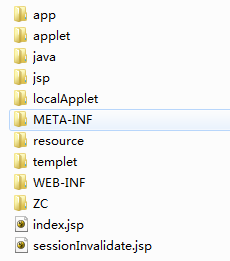 app
applet
java
jsp
localApplet
META-INF
resource
templet
WEB-INF
ZC
index.jsp
sessionInvalidate.jsp